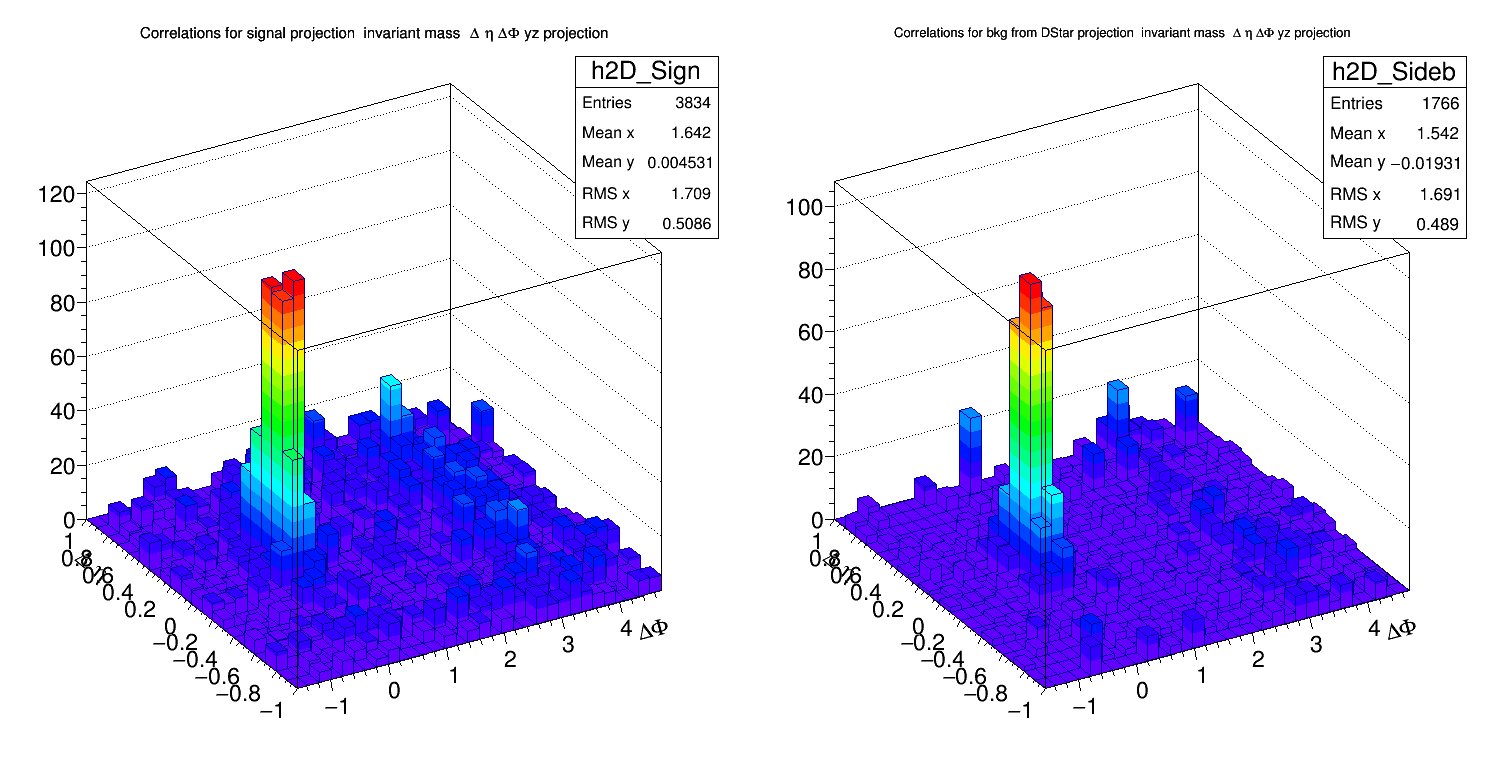 Correlations for signal projection invariant mass Δ η ΔΦ yz projection
h2D_Sign
Entries 3834
Mean x 1.642
Mean y 0.004531
RMS x 1.709
RMS y 0.5086
120
100
80
60
40
20
0
1
0.8
0.6
0.4
0.2
0
−0.2
−0.4
−0.6
−0.8
−1
Δ η
−1
0
1
2
3
4
ΔΦ
Correlations for bkg from DStar projection invariant mass Δ η ΔΦ yz projection
h2D_Sideb
Entries 1766
Mean x 1.542
Mean y −0.01931
RMS x 1.691
RMS y 0.489
100
80
60
40
20
0
1
0.8
0.6
0.4
0.2
0
−0.2
−0.4
−0.6
−0.8
−1
Δ η
−1
0
1
2
3
4
ΔΦ